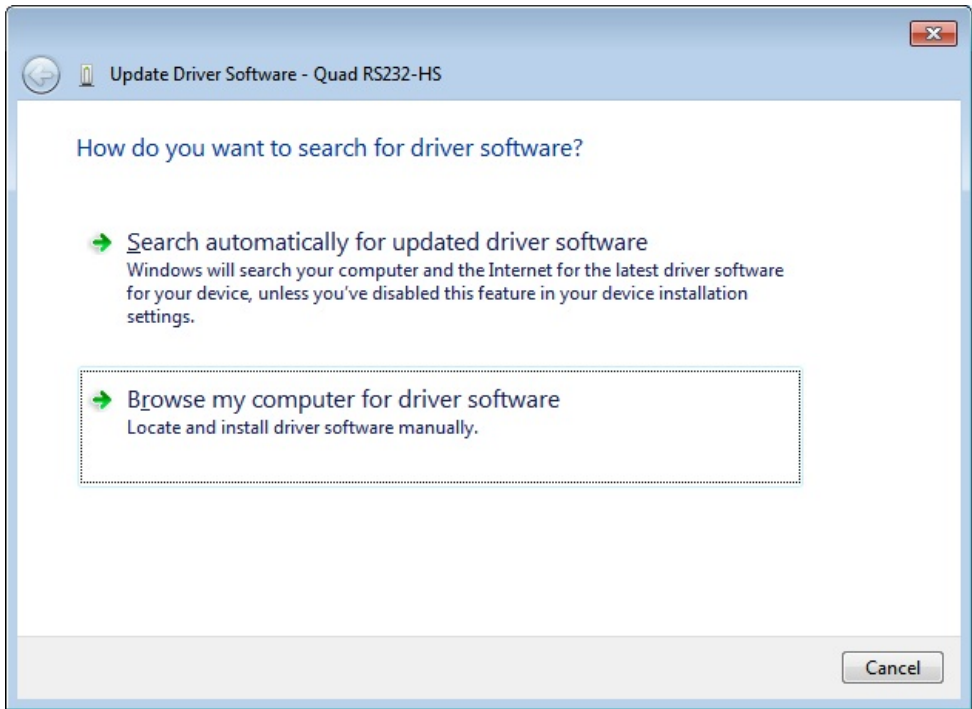 Update Driver Software - Quad RS232-HS
How do you want to search for driver software?
Search automatically for updated driver software
Windows will search your computer and the Internet for the latest driver software
for your device, unless you've disabled this feature in your device installation
settings.
Browse my computer for driver software
Locate and install driver software manually.
Cancel